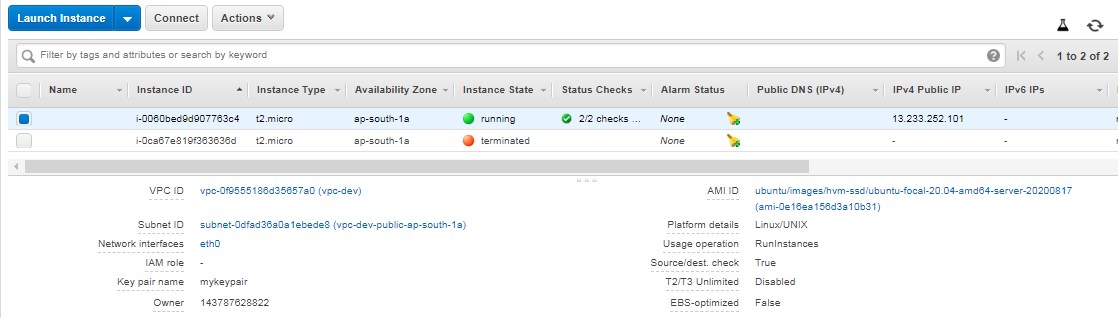 Launch Instance Connect Actions
Filter by tags and attributes or search by keyword 1 to 2 of 2
Name Instance ID Instance Type Availability Zone Instance State Status Checks Alarm Status Public DNS (IPv4) IPv4 Public IP IPv6 IPs
i-0060bed9d907763c4 t2.micro ap-south-1a running 2/2 checks ... None 13.233.252.101 -
i-0ca67e819f363636d t2.micro ap-south-1a terminated None - -
VPC ID vpc-0f9555186d35657a0 (vpc-dev) AMI ID ubuntu/images/hvm-ssd/ubuntu-focal-20.04-amd64-server-20200817
(ami-0e16ea156d3a10b31)
Subnet ID subnet-0dfad36a0a1ebede8 (vpc-dev-public-ap-south-1a) Platform details Linux/UNIX
Network interfaces eth0 Usage operation RunInstances
IAM role - Source/dest. check True
Key pair name mykeypair T2/T3 Unlimited Disabled
Owner 143787628822 EBS-optimized False